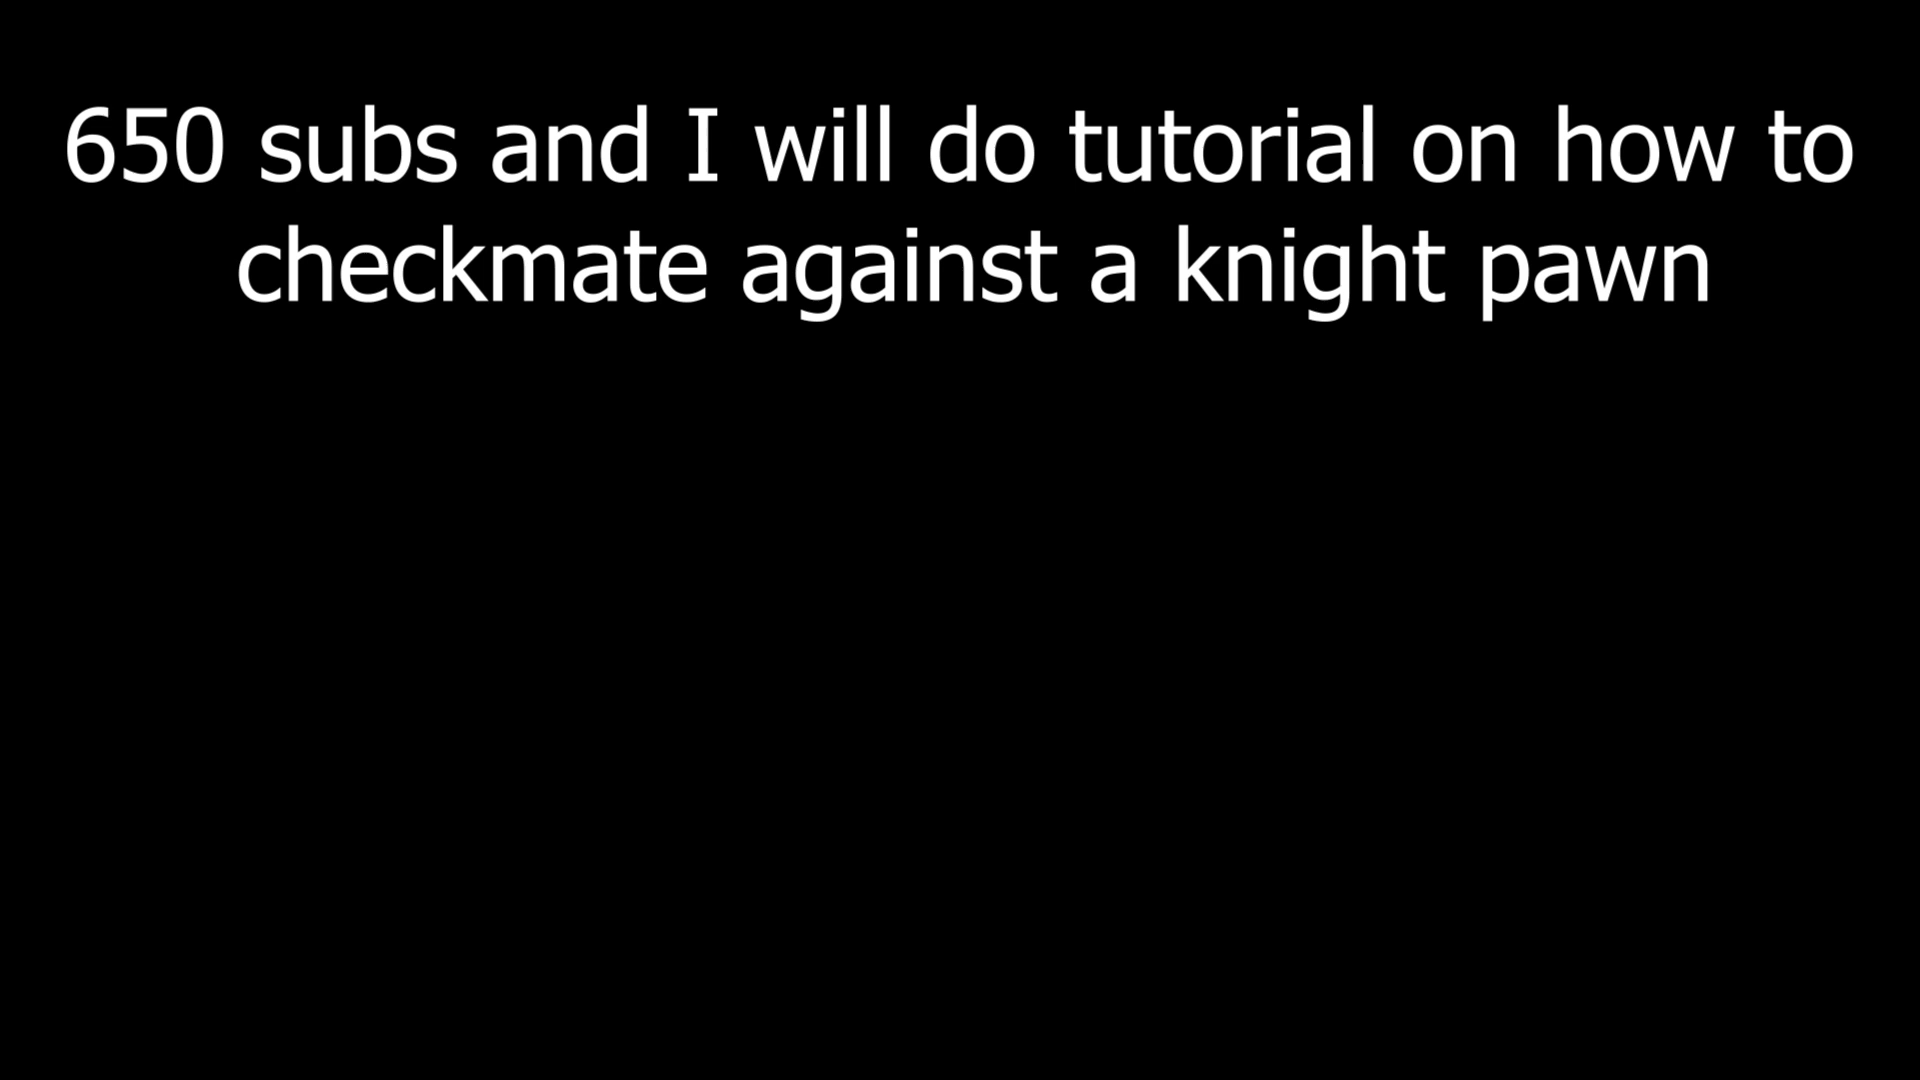 650 subs and I will do tutorial on how to
checkmate against a knight pawn